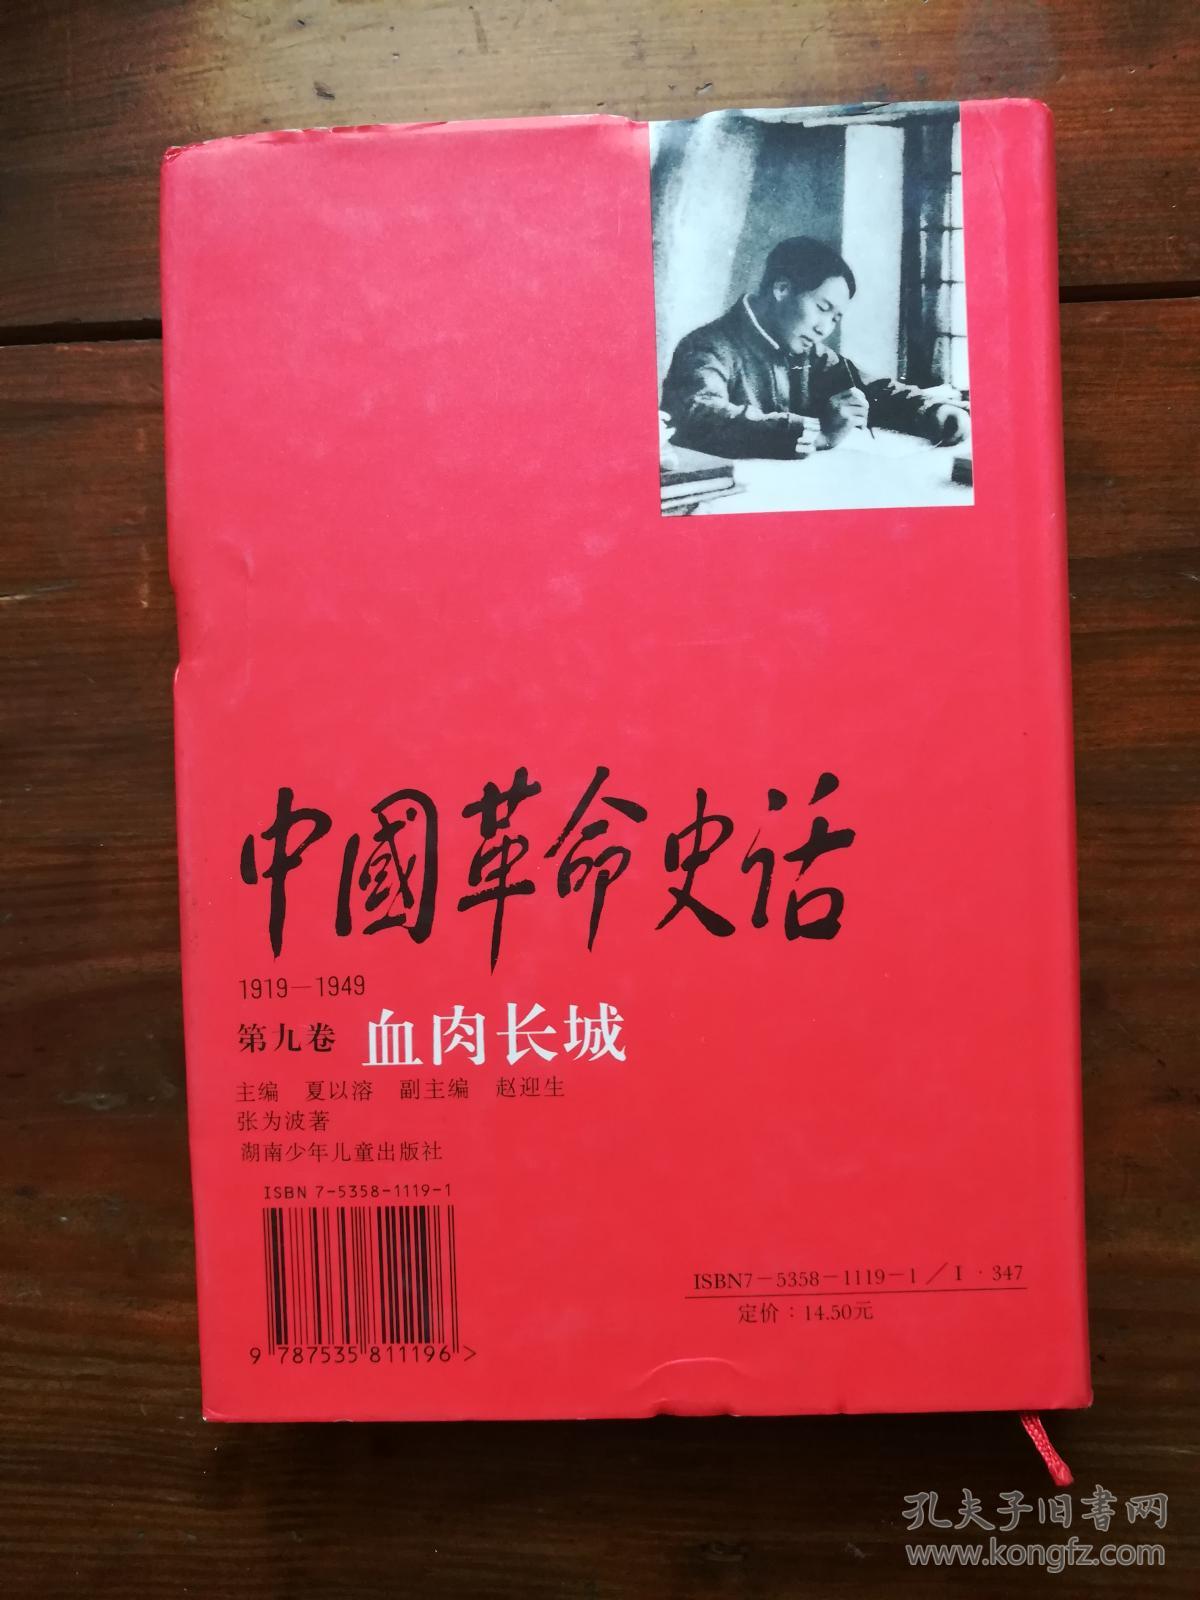 中國革命史话
1919—1949
第九卷 血肉长城
主编 夏以溶 副主编 赵迎生
张为波著
湖南少年儿童出版社
ISBN 7-5358-1119-1
9 787535 811196 >
ISBN7-5358-1119-1/I·347
定价:14.50元
孔夫子旧書网
www.kongfz.com